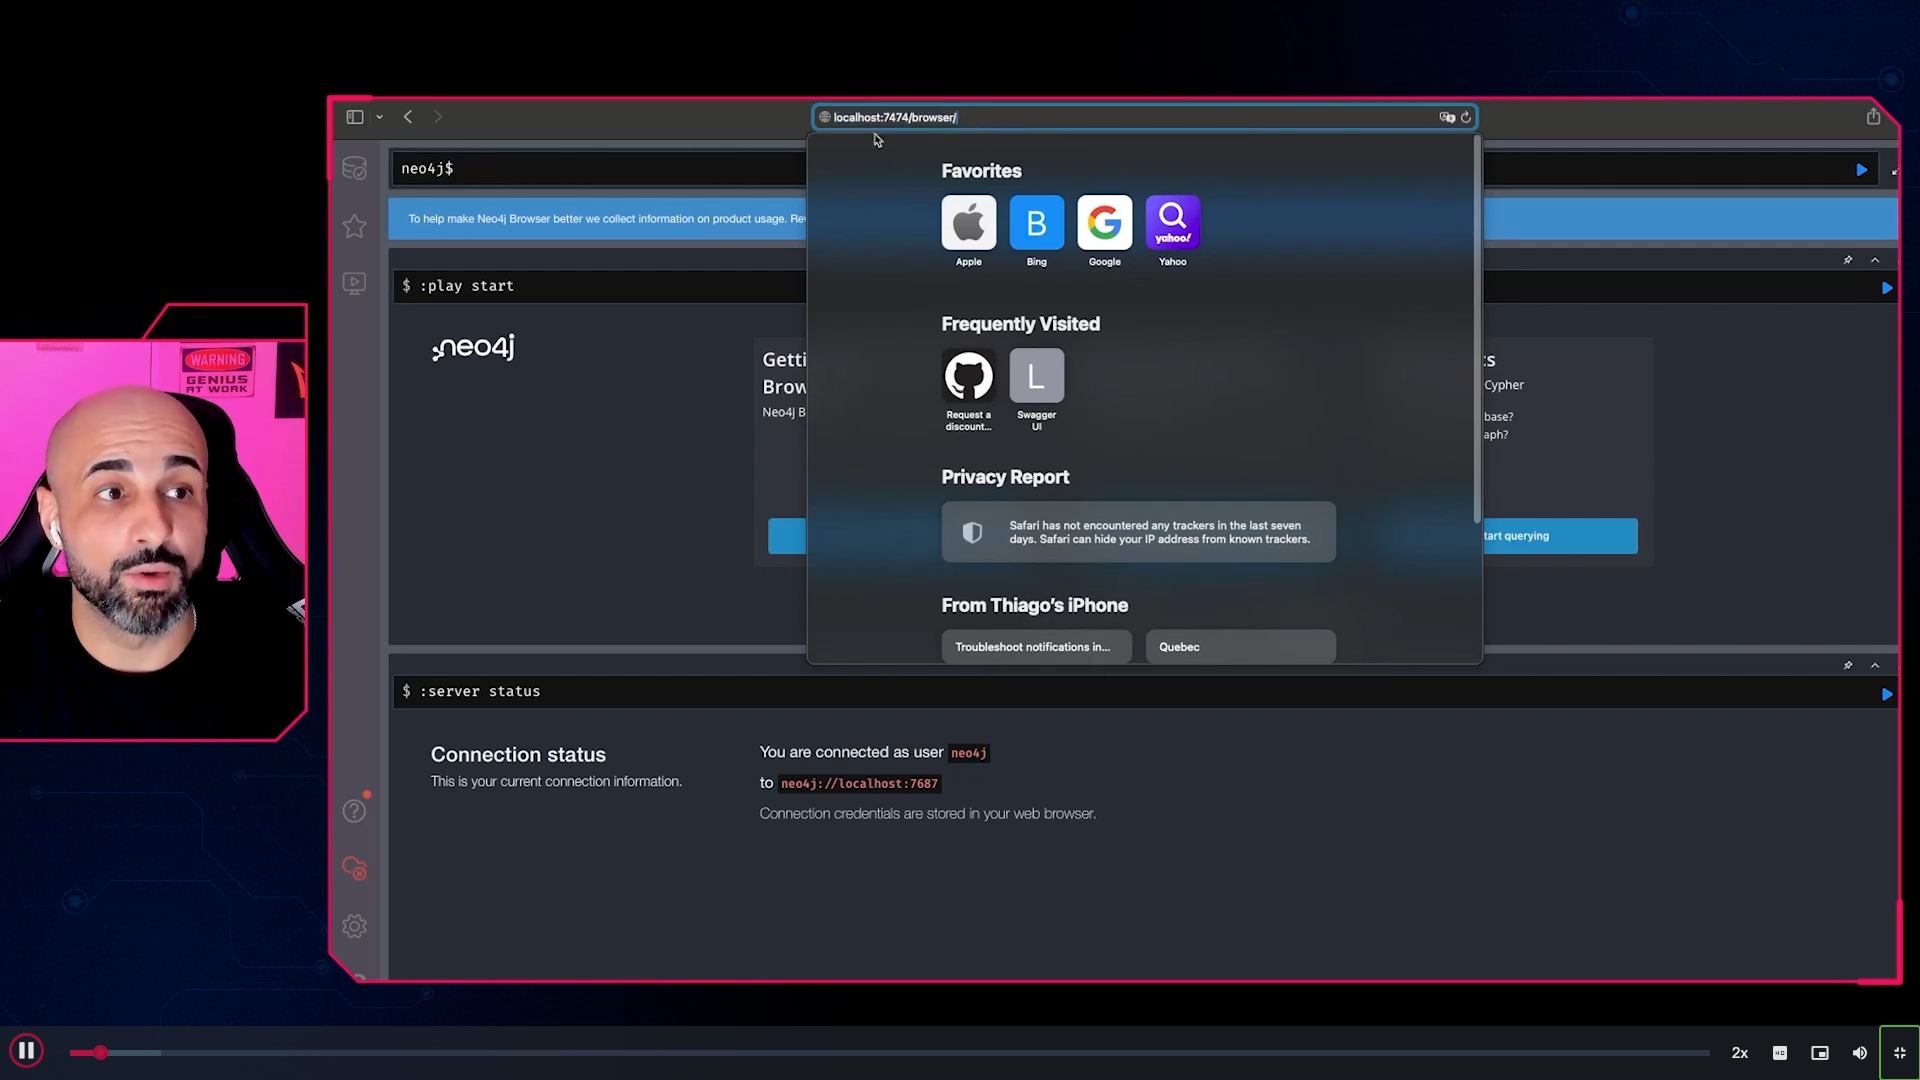 localhost:7474/browser/
neo4j$
To help make Neo4j Browser better we collect information on product usage. Rev
Favorites
Apple
Bing
Google
yahoo!
Yahoo
$ :play start
neo4j
Getti
Brow
Neo4j B
Frequently Visited
L
Request a
discount...
Swagger
UI
cs
Cypher
base?
aph?
Privacy Report
Safari has not encountered any trackers in the last seven
days. Safari can hide your IP address from known trackers.
tart querying
From Thiago's iPhone
Troubleshoot notifications in...
Quebec
WARNING
GENIUS
AT WORK
$ :server status
Connection status
This is your current connection information.
You are connected as user neo4j
to neo4j://localhost:7687
Connection credentials are stored in your web browser.
2x
HD